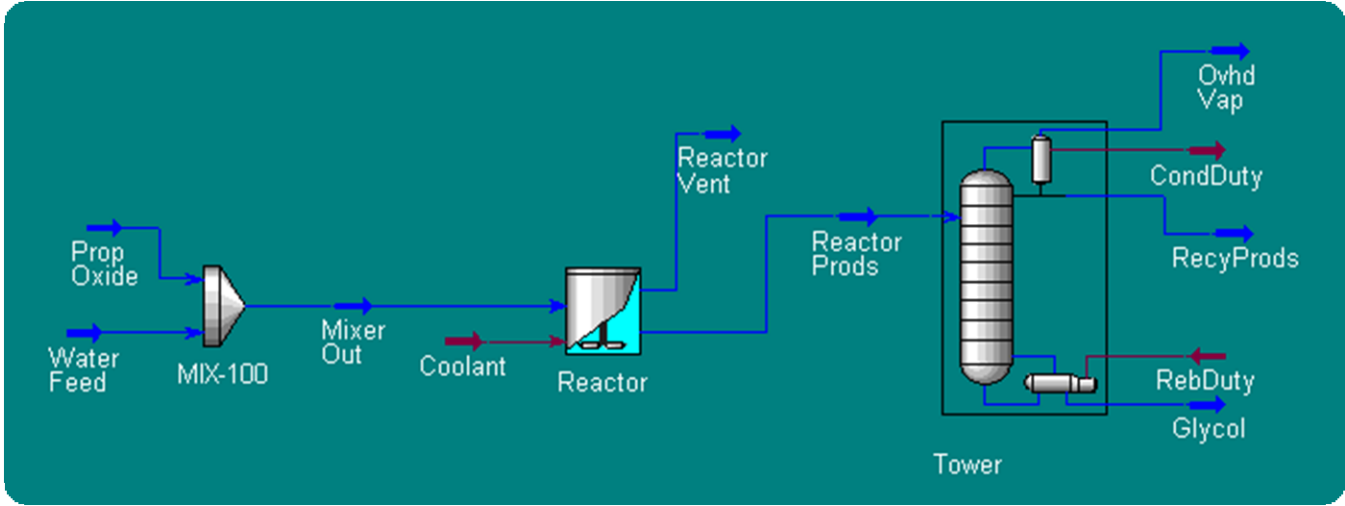 Prop
Oxide
Water
Feed
MIX-100
Mixer
Out
Coolant
Reactor
Reactor
Vent
Reactor
Prods
Tower
Ovhd
Vap
CondDuty
RecyProds
RebDuty
Glycol